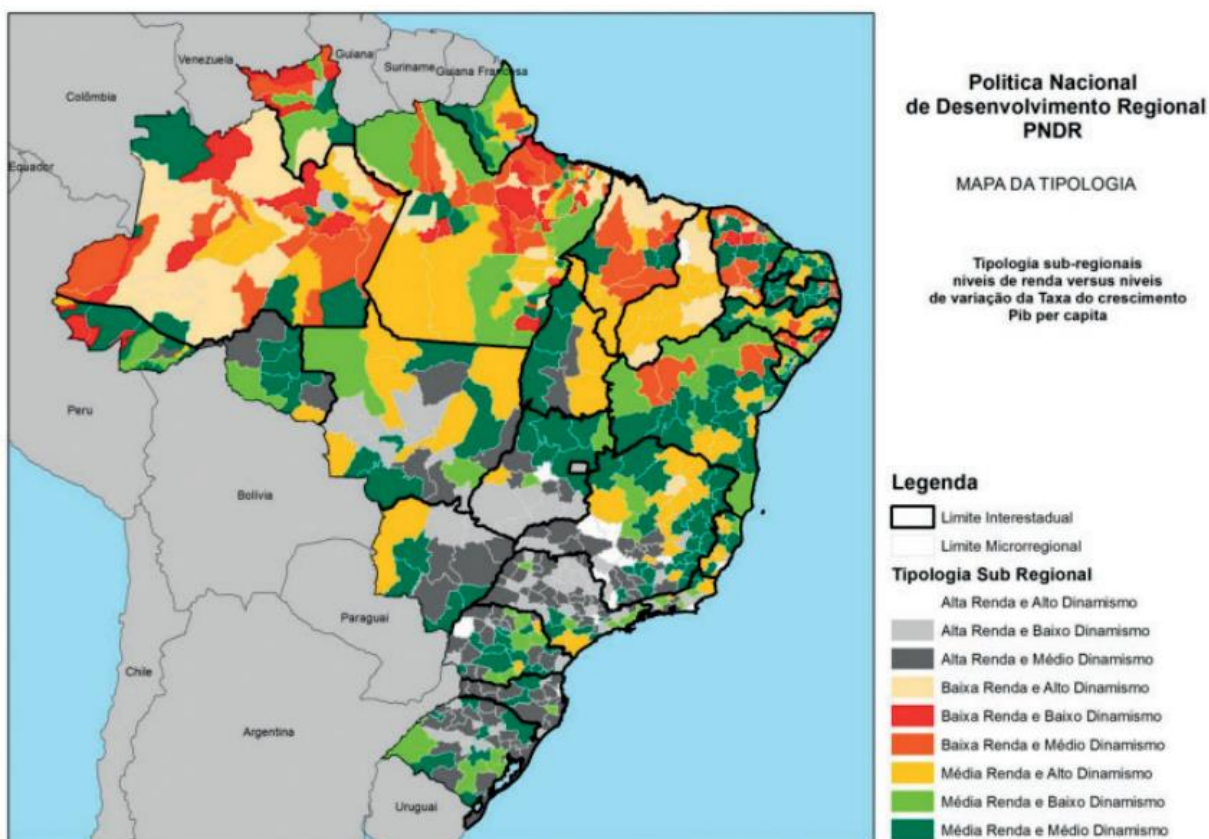 Venezuela
Guiana
Suriname
Guiana Francesa
Colômbia
Equador
Peru
Bolívia
Paraguai
Chile
Argentina
Uruguai
Política Nacional
de Desenvolvimento Regional
PNDR
MAPA DA TIPOLOGIA
Tipologia sub-regionais
níveis de renda versus níveis
de variação da Taxa do crescimento
Pib per capita
Legenda
Limite Interestadual
Limite Microrregional
Tipologia Sub Regional
Alta Renda e Alto Dinamismo
Alta Renda e Baixo Dinamismo
Alta Renda e Médio Dinamismo
Baixa Renda e Alto Dinamismo
Baixa Renda e Baixo Dinamismo
Baixa Renda e Médio Dinamismo
Média Renda e Alto Dinamismo
Média Renda e Baixo Dinamismo
Média Renda e Médio Dinamismo